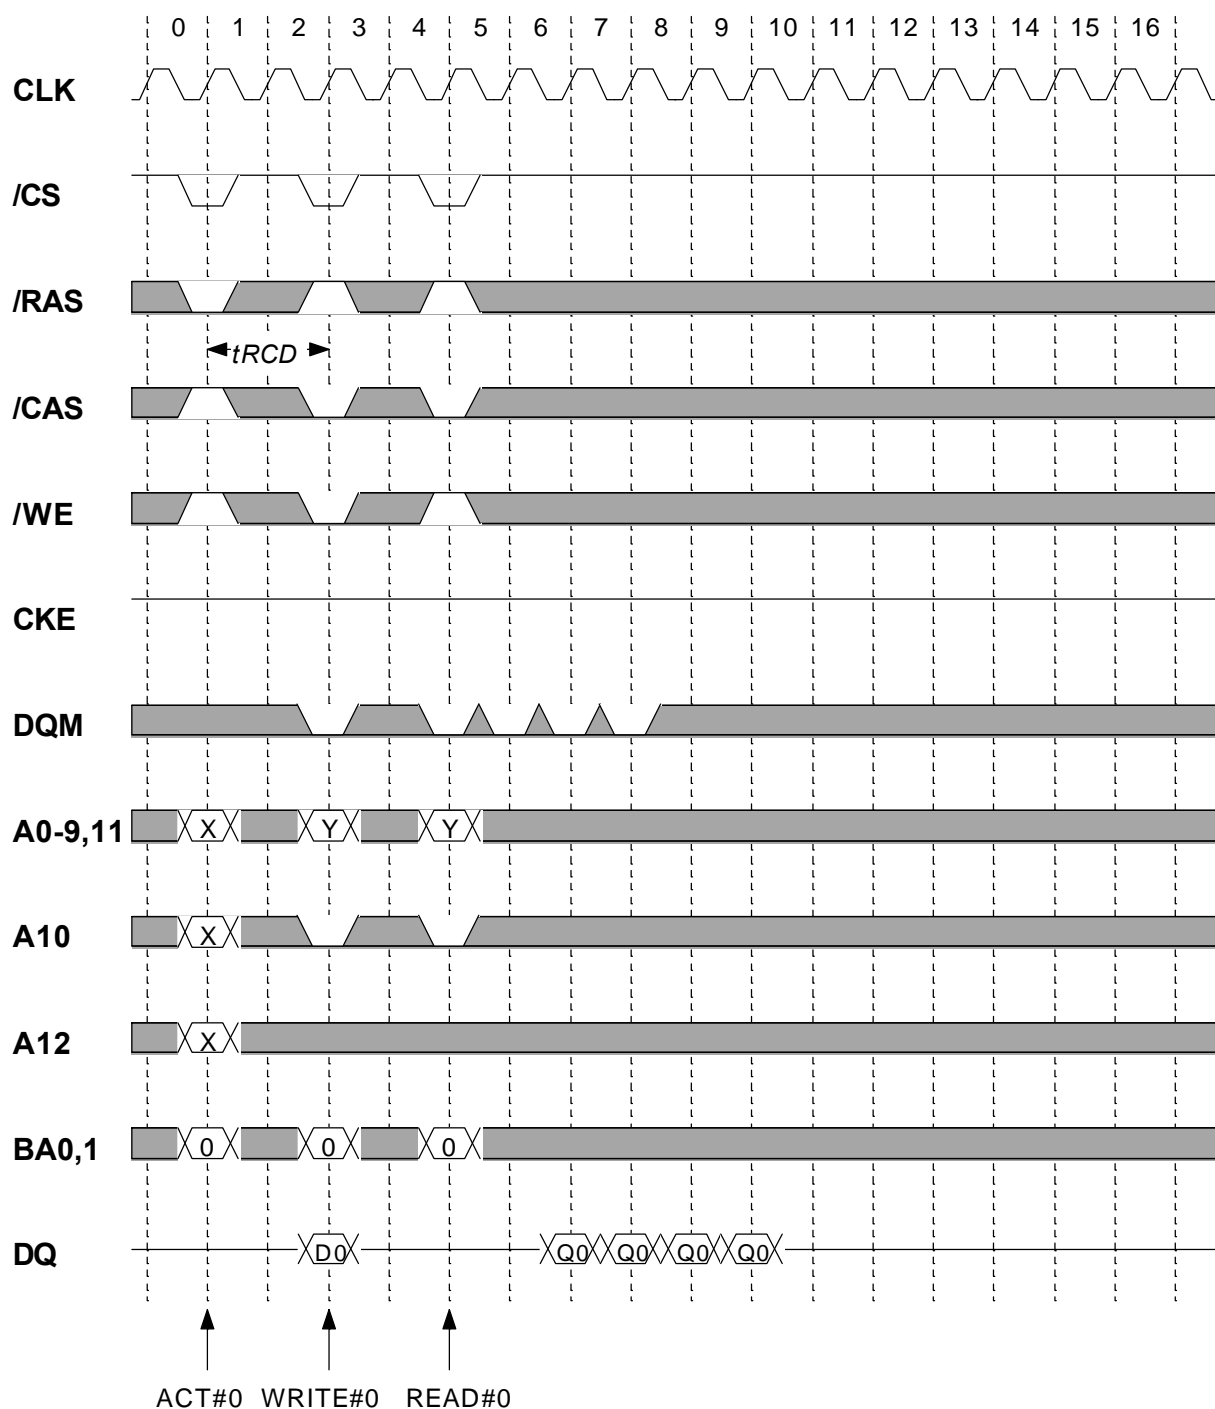 0 1 2 3 4 5 6 7 8 9 10 11 12 13 14 15 16
CLK
/CS
/RAS
tRCD
/CAS
/WE
CKE
DQM
A0-9,11 X Y Y
A10 X
A12 X
BA0,1 0 0 0
DQ D0 Q0 Q0 Q0 Q0
ACT#0 WRITE#0 READ#0